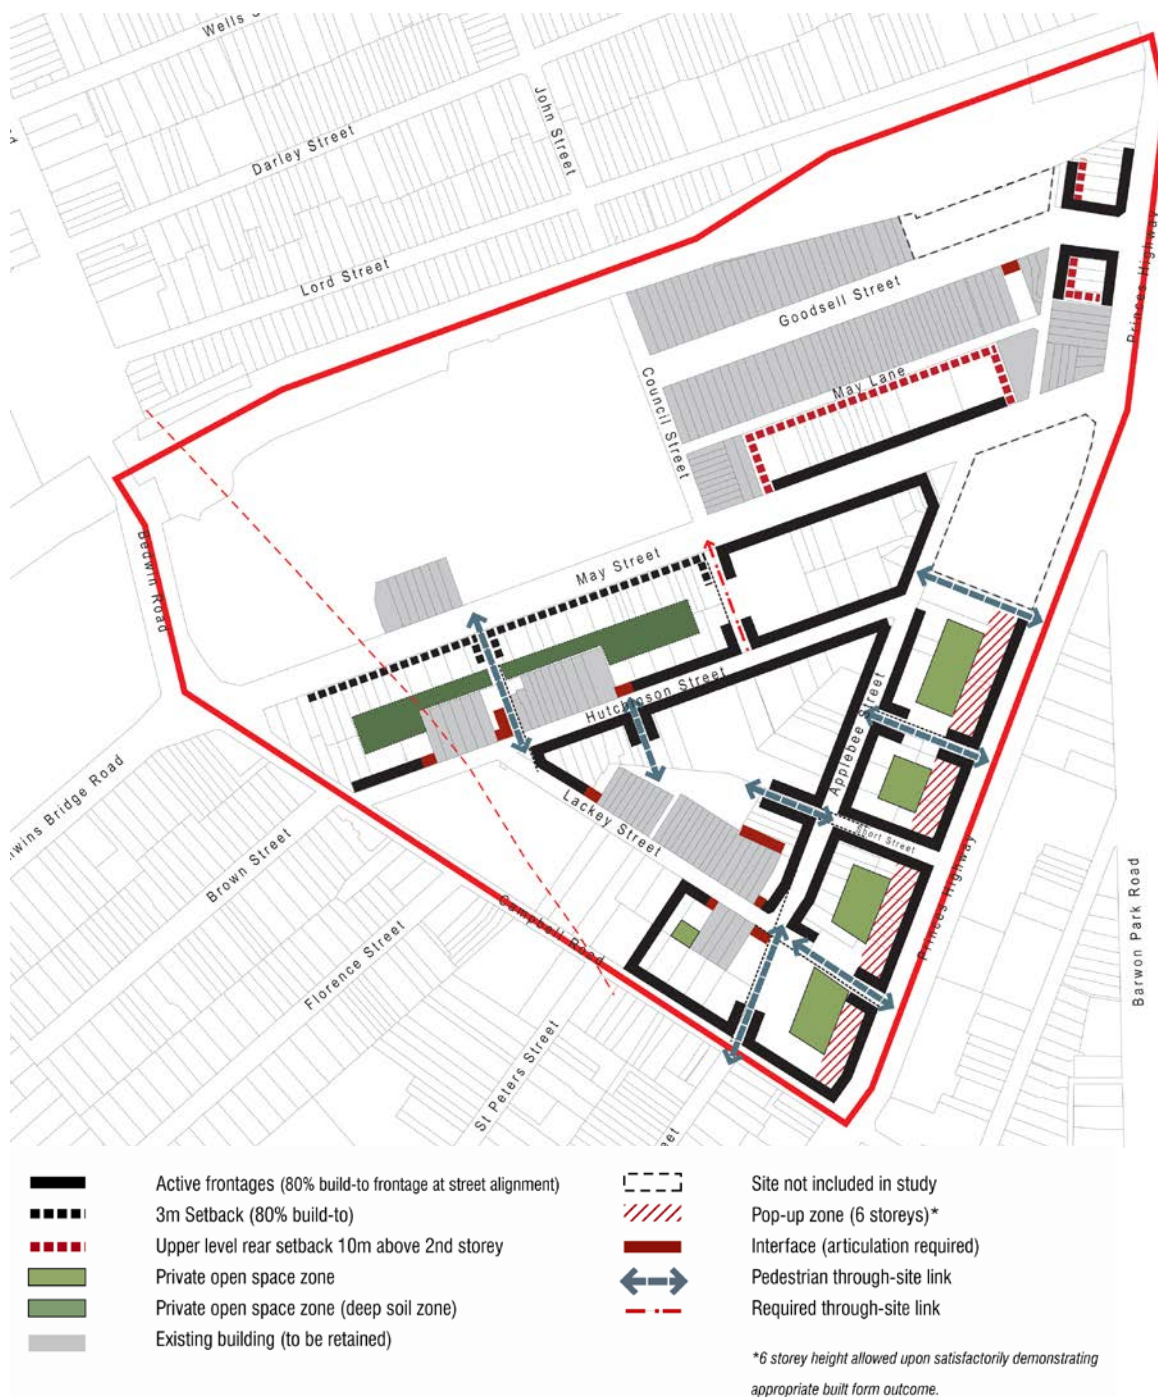 Wells
John Street
Darley Street
Lord Street
Princes Highway
Goodsell Street
May Lane
Council Street
May Street
Bedwin Road
Hutchinson Street
Applebee Street
Lackey Street
Short Street
Princes Highway
Barwon Park Road
Campbell Road
Bridge Road
Brown Street
Florence Street
St Peters Street
Active frontages (80% build-to frontage at street alignment)
3m Setback (80% build-to)
Upper level rear setback 10m above 2nd storey
Private open space zone
Private open space zone (deep soil zone)
Existing building (to be retained)
Site not included in study
Pop-up zone (6 storeys)*
Interface (articulation required)
Pedestrian through-site link
Required through-site link
*6 storey height allowed upon satisfactorily demonstrating
appropriate built form outcome.